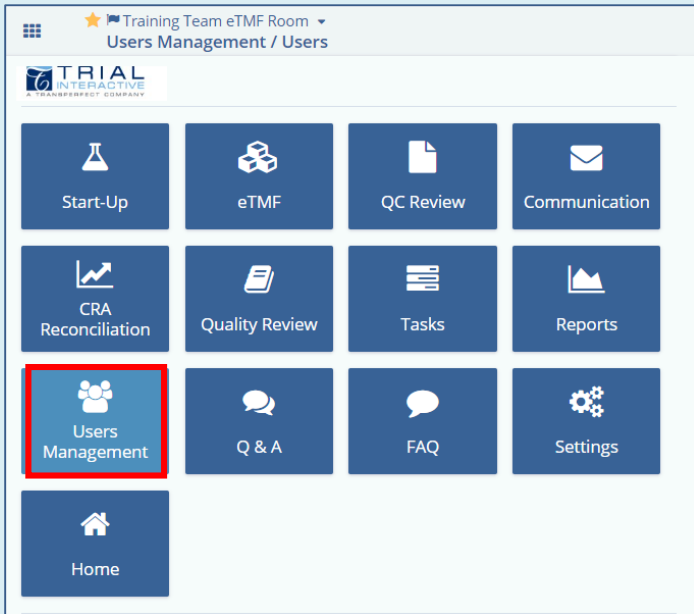 Training Team eTMF Room
Users Management / Users
TRIAL
INTERACTIVE
A TRANSPERFECT COMPANY
Start-Up
eTMF
QC Review
Communication
CRA
Reconciliation
Quality Review
Tasks
Reports
Users
Management
Q & A
FAQ
Settings
Home